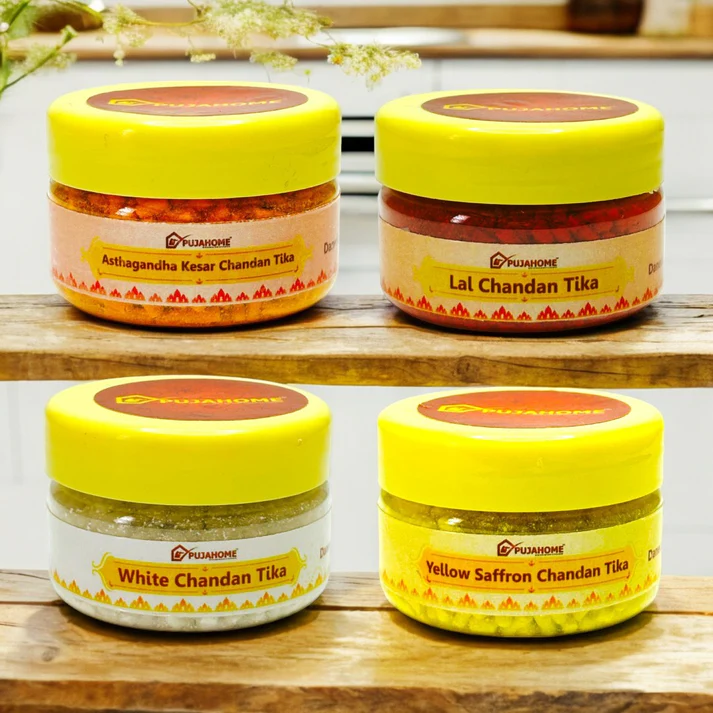 PUJAHOME
PUJAHOME
Asthagandha Kesar Chandan Tika
PUJAHOME
PUJAHOME
Lal Chandan Tika
PUJAHOME
PUJAHOME
White Chandan Tika
PUJAHOME
PUJAHOME
Yellow Saffron Chandan Tika